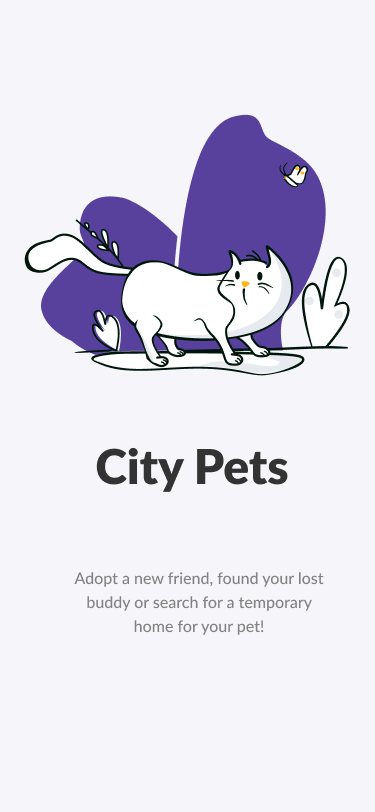 City Pets
Adopt a new friend, found your lost
buddy or search for a temporary
home for your pet!